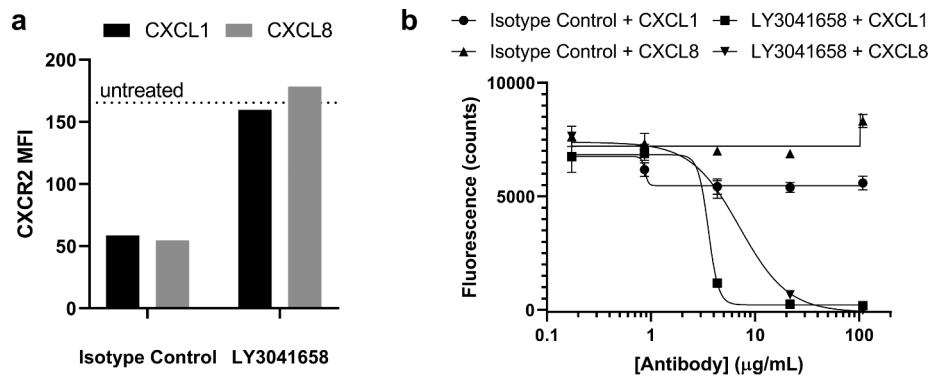 a
CXCL1 CXCL8
200
150
100
50
0
CXCR2 MFI
untreated
Isotype Control LY3041658
b
Isotype Control + CXCL1 LY3041658 + CXCL1
Isotype Control + CXCL8 LY3041658 + CXCL8
10000
5000
0
Fluorescence (counts)
0.1 1 10 100
[Antibody] (μg/mL)